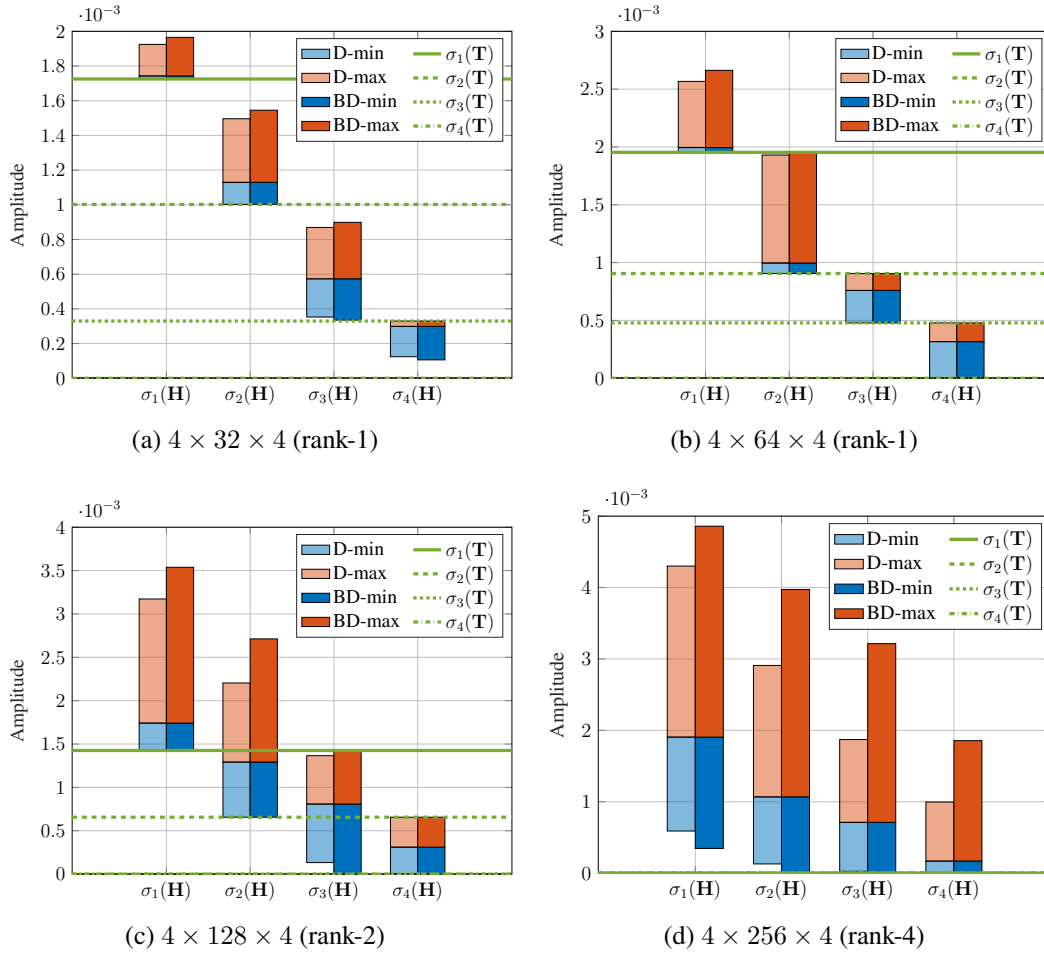 ·10⁻³
2
1.8
1.6
1.4
1.2
1
0.8
0.6
0.4
0.2
0
Amplitude
D-min
D-max
BD-min
BD-max
σ₁(T)
σ₂(T)
σ₃(T)
σ₄(T)
σ₁(H) σ₂(H) σ₃(H) σ₄(H)
(a) 4 × 32 × 4 (rank-1)
·10⁻³
3
2.5
2
1.5
1
0.5
0
Amplitude
D-min
D-max
BD-min
BD-max
σ₁(T)
σ₂(T)
σ₃(T)
σ₄(T)
σ₁(H) σ₂(H) σ₃(H) σ₄(H)
(b) 4 × 64 × 4 (rank-1)
·10⁻³
4
3.5
3
2.5
2
1.5
1
0.5
0
Amplitude
D-min
D-max
BD-min
BD-max
σ₁(T)
σ₂(T)
σ₃(T)
σ₄(T)
σ₁(H) σ₂(H) σ₃(H) σ₄(H)
(c) 4 × 128 × 4 (rank-2)
·10⁻³
5
4
3
2
1
0
Amplitude
D-min
D-max
BD-min
BD-max
σ₁(T)
σ₂(T)
σ₃(T)
σ₄(T)
σ₁(H) σ₂(H) σ₃(H) σ₄(H)
(d) 4 × 256 × 4 (rank-4)